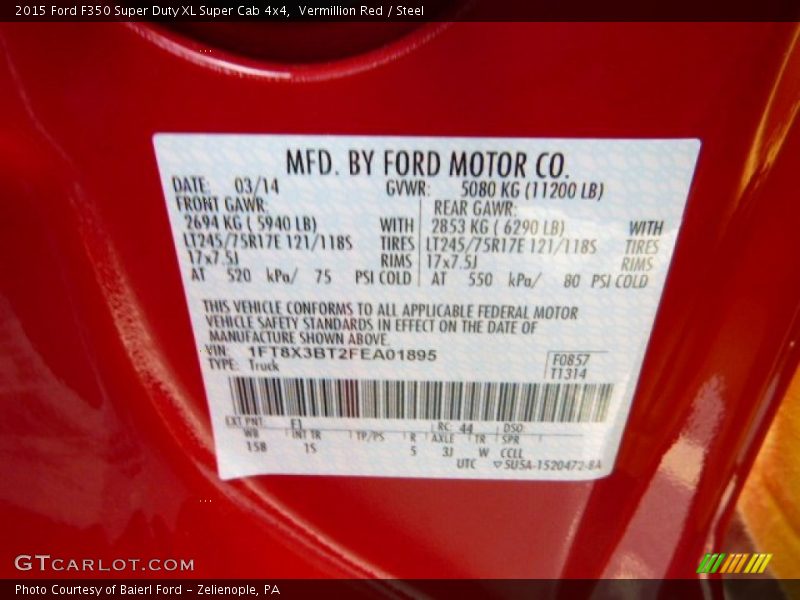 2015 Ford F350 Super Duty XL Super Cab 4x4,  Vermillion Red / Steel
MFD. BY FORD MOTOR CO.
DATE: 03/14 GVWR: 5080 KG (11200 LB)
FRONT GAWR: REAR GAWR:
2694 KG ( 5940 LB) WITH 2853 KG ( 6290 LB) WITH
LT245/75R17E 121/118S TIRES LT245/75R17E 121/118S TIRES
17x7.5J RIMS 17x7.5J RIMS
AT 520 kPa/ 75 PSI COLD AT 550 kPa/ 80 PSI COLD
THIS VEHICLE CONFORMS TO ALL APPLICABLE FEDERAL MOTOR
VEHICLE SAFETY STANDARDS IN EFFECT ON THE DATE OF
MANUFACTURE SHOWN ABOVE.
VIN: 1FT8X3BT2FEA01895 F0857
TYPE: Truck T1314
EXT PNT: F1 RC: 44 DSO:
WB INT TR TP/PS R AXLE TR SPR
158 1S 5 3J W CCLL
UTC ▽5U5A-1520472-BA
GTCARLOT.COM
Photo Courtesy of Baierl Ford - Zelienople, PA